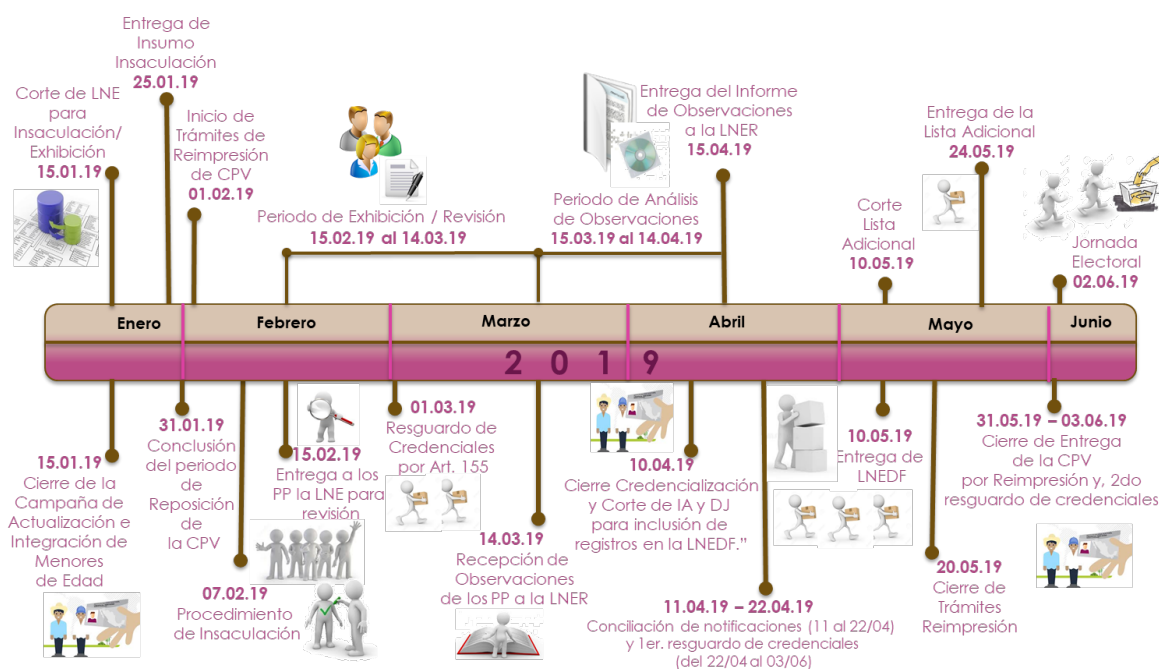 Entrega de
Insumo
Insaculación
25.01.19
Corte de LNE
para
Insaculación/
Exhibición
15.01.19
Inicio de
Trámites de
Reimpresión
de CPV
01.02.19
Periodo de Exhibición / Revisión
15.02.19 al 14.03.19
Entrega del Informe
de Observaciones
a la LNER
15.04.19
Periodo de Análisis
de Observaciones
15.03.19 al 14.04.19
Entrega de la
Lista Adicional
24.05.19
Corte
Lista
Adicional
10.05.19
Jornada
Electoral
02.06.19
Enero
Febrero
Marzo
Abril
Mayo
Junio
2 0 1 9
15.01.19
Cierre de la
Campaña de
Actualización e
Integración de
Menores
de Edad
31.01.19
Conclusión
del periodo
de
Reposición
de
la CPV
07.02.19
Procedimiento
de Insaculación
15.02.19
Entrega a los
PP la LNE para
revisión
01.03.19
Resguardo de
Credenciales
por Art. 155
14.03.19
Recepción de
Observaciones
de los PP a la LNER
10.04.19
Cierre Credencialización
y Corte de IA y DJ
para inclusión de
registros en la LNEDF.”
11.04.19 – 22.04.19
Conciliación de notificaciones (11 al 22/04)
y 1er. resguardo de credenciales
(del 22/04 al 03/06)
10.05.19
Entrega de
LNEDF
20.05.19
Cierre de
Trámites
Reimpresión
31.05.19 – 03.06.19
Cierre de Entrega
de la CPV
por Reimpresión y, 2do
resguardo de credenciales